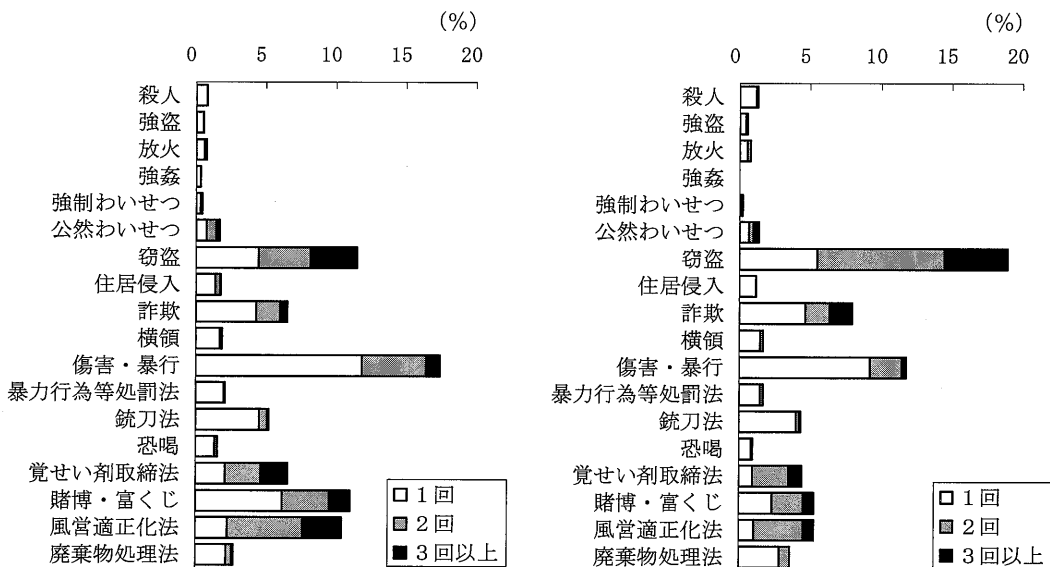 (%)
0 5 10 15 20
殺人
強盗
放火
強姦
強制わいせつ
公然わいせつ
窃盗
住居侵入
詐欺
横領
傷害・暴行
暴力行為等処罰法
銃刀法
恐喝
覚せい剤取締法
賭博・富くじ
風営適正化法
廃棄物処理法
1回
2回
3回以上
(%)
0 5 10 15 20
殺人
強盗
放火
強姦
強制わいせつ
公然わいせつ
窃盗
住居侵入
詐欺
横領
傷害・暴行
暴力行為等処罰法
銃刀法
恐喝
覚せい剤取締法
賭博・富くじ
風営適正化法
廃棄物処理法
1回
2回
3回以上